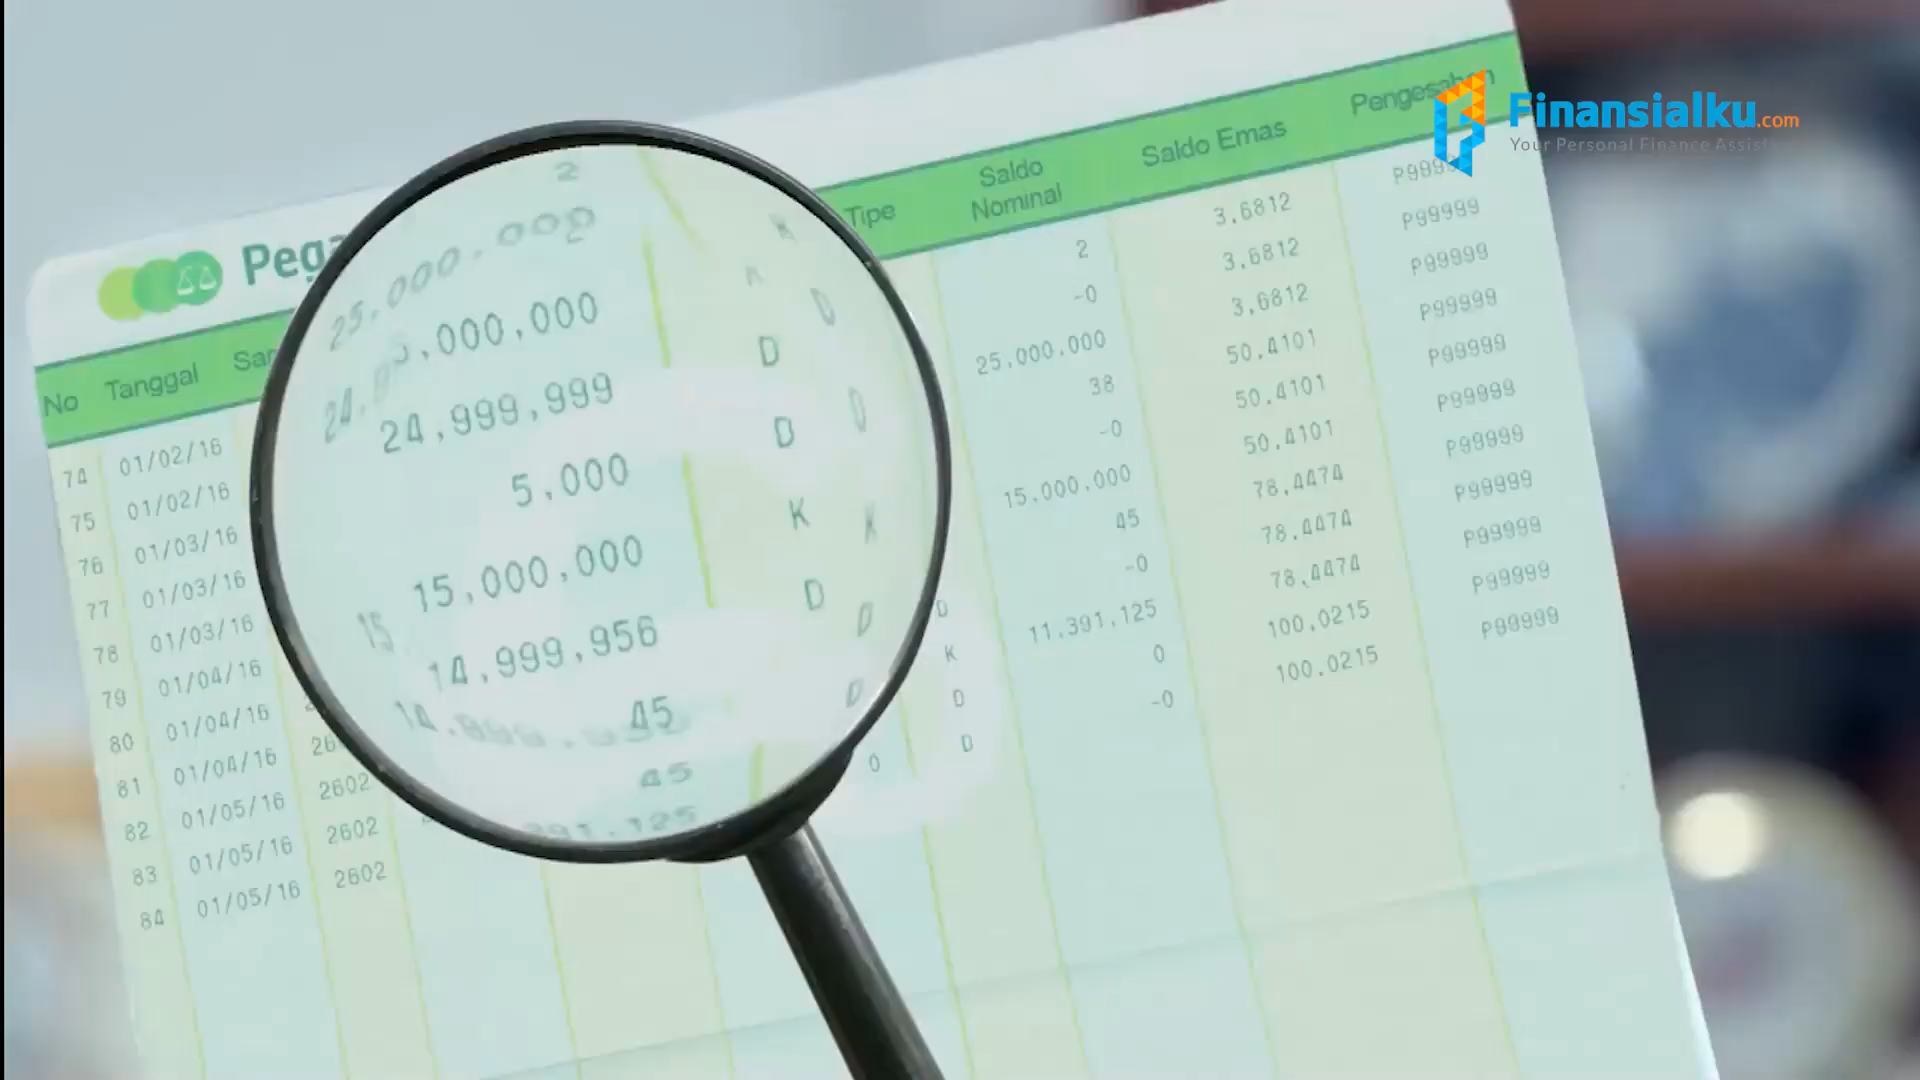 Finansialku.com
Your Personal Finance
No Tanggal Tipe Saldo Nominal Saldo Emas Pengesahan
74 01/02/16 2 3.6812
75 01/02/16 -0 3.6812 P99999
76 01/03/16 25.000.000 3.6812 P99999
77 01/03/16 38 50.4101 P99999
78 01/03/16 -0 50.4101 P99999
79 01/04/16 15.000.000 50.4101 P99999
80 01/04/16 45 78.4474 P99999
81 01/04/16 -0 78.4474 P99999
82 01/05/16 2602 D 11.391.125 78.4474 P99999
83 01/05/16 2602 K 0 100.0215 P99999
84 01/05/16 2602 D -0 100.0215 P99999
0 D
2
25.000.000
24,999,999 D
5,000 D
15,000,000 K
14,999,956 D
45
45